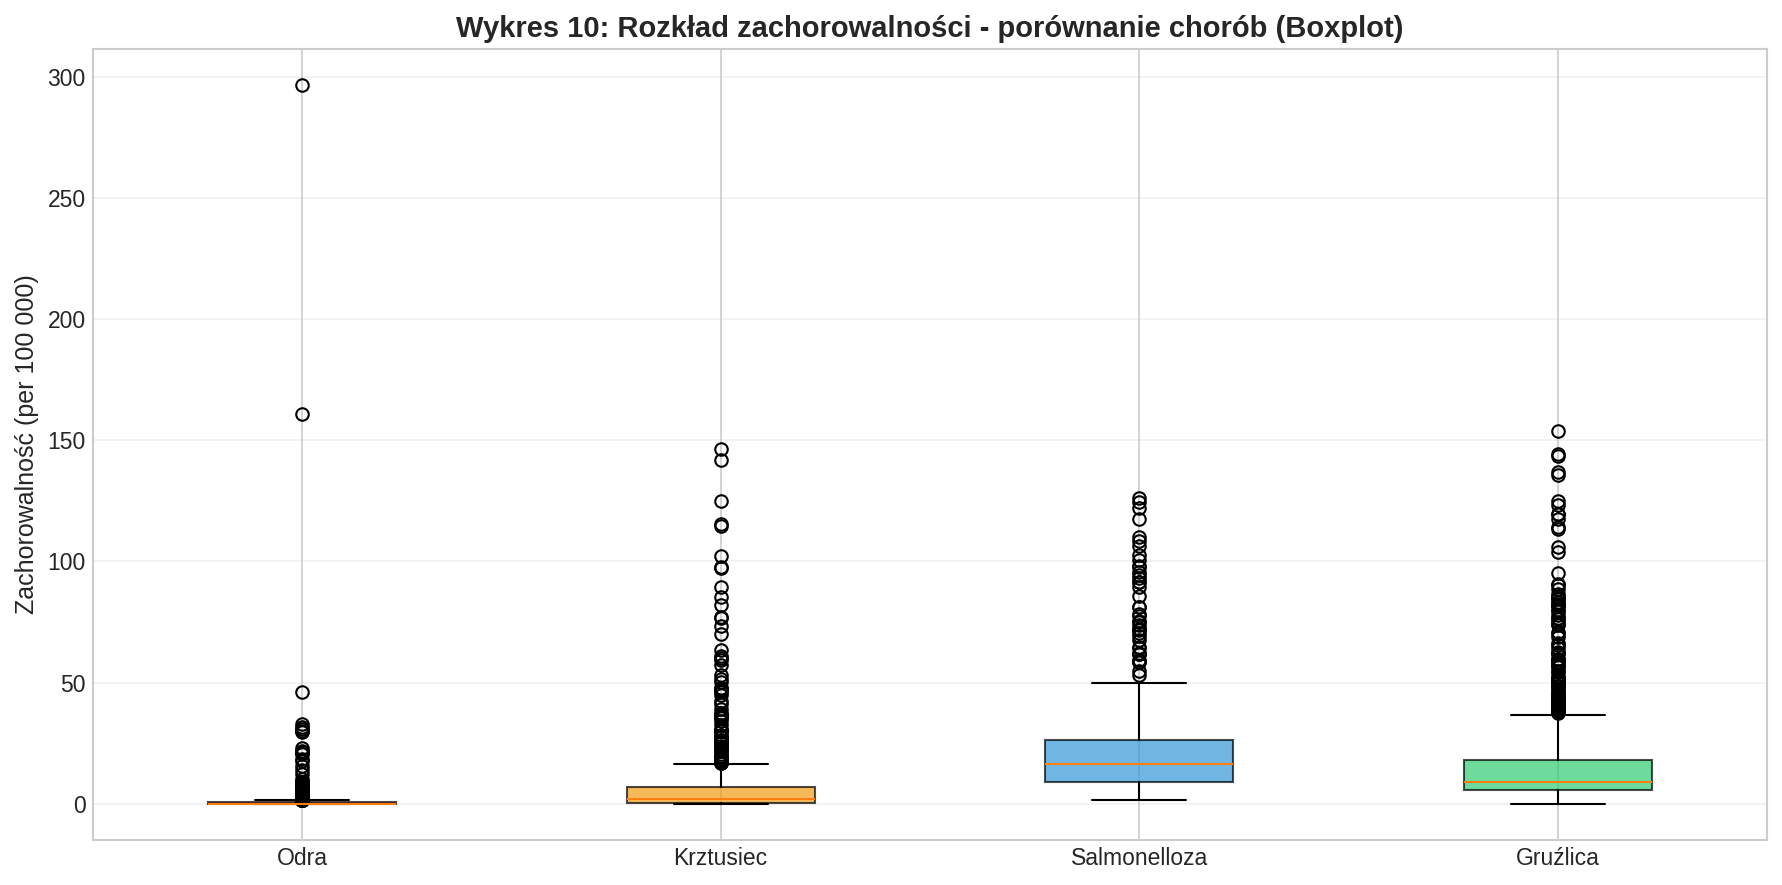 Wykres 10: Rozkład zachorowalności - porównanie chorób (Boxplot)
Zachorowalność (per 100 000)
300
250
200
150
100
50
0
Odra
Krztusiec
Salmonelloza
Gruźlica